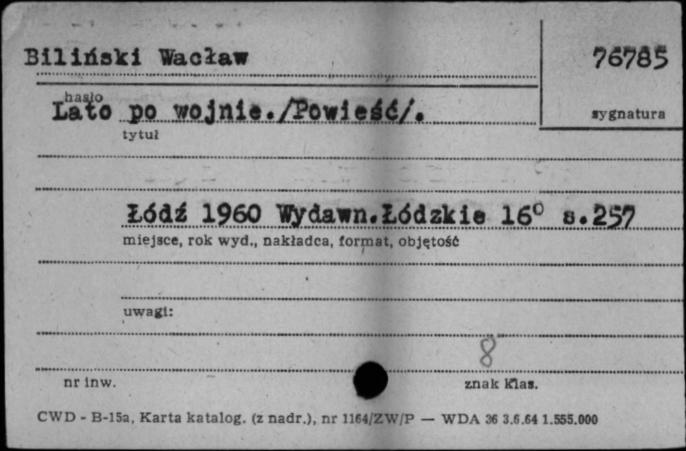 Biliński Wacław
76785
hasło
sygnatura
Lato po wojnie./Powieść/.
tytuł
Łódź 1960 Wydawn.Łódzkie 16⁰ s.257
miejsce, rok wyd., nakładca, format, objętość
uwagi:
8
nr inw.
znak klas.
CWD - B-15a, Karta katalog. (z nadr.), nr 1164/ZW/P — WDA 36 3.6.64 1.555.000